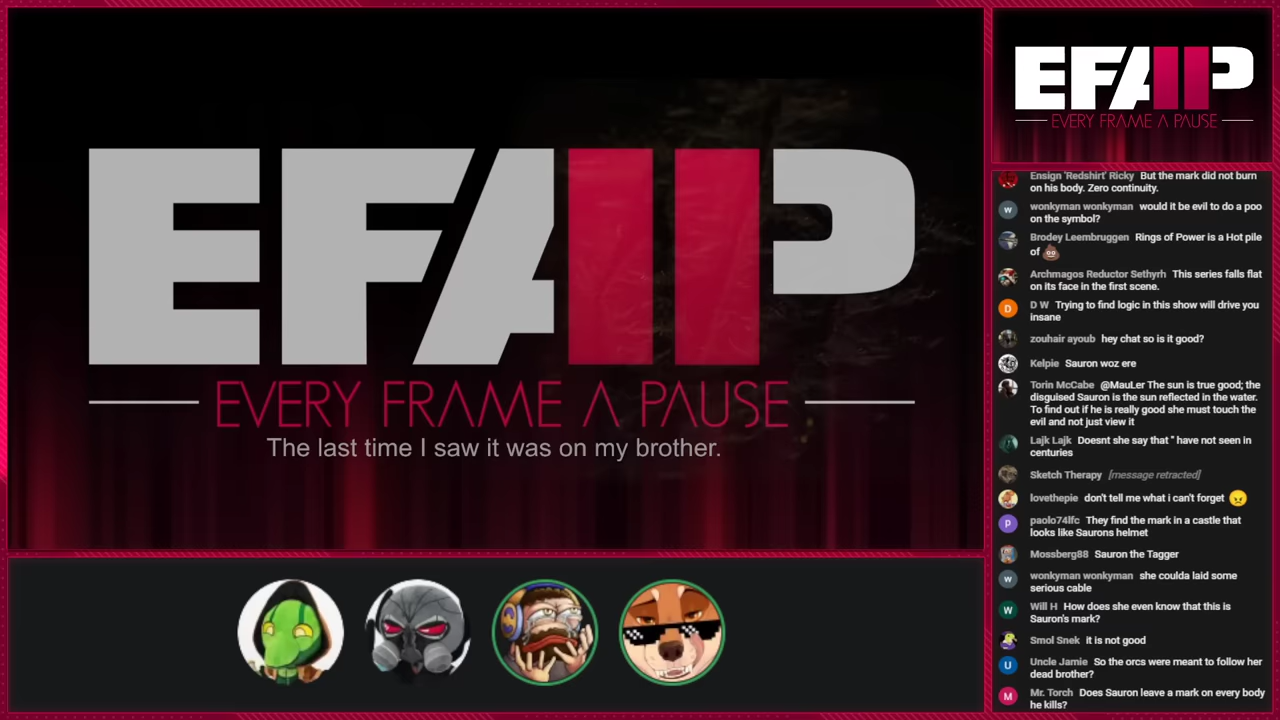 EFAP
EVERY FRAME A PAUSE
The last time I saw it was on my brother.
EFAP
EVERY FRAME A PAUSE
Ensign 'Redshirt' Ricky But the mark did not burn
on his body. Zero continuity.
W wonkyman wonkyman would it be evil to do a poo
on the symbol?
Brodey Leembruggen Rings of Power is a Hot pile
of 💩
Archmagos Reductor Sethyrh This series falls flat
on its face in the first scene.
D D W Trying to find logic in this show will drive you
insane
zouhair ayoub hey chat so is it good?
Kelpie Sauron woz ere
Torin McCabe @MauLer The sun is true good; the
disguised Sauron is the sun reflected in the water.
To find out if he is really good she must touch the
evil and not just view it
Lajk Lajk Doesnt she say that " have not seen in
centuries
Sketch Therapy [message retracted]
lovethepie don't tell me what i can't forget 😠
P paolo74lfc They find the mark in a castle that
looks like Saurons helmet
Mossberg88 Sauron the Tagger
W wonkyman wonkyman she coulda laid some
serious cable
W Will H How does she even know that this is
Sauron's mark?
Smol Snek it is not good
U Uncle Jamie So the orcs were meant to follow her
dead brother?
M Mr. Torch Does Sauron leave a mark on every body
he kills?